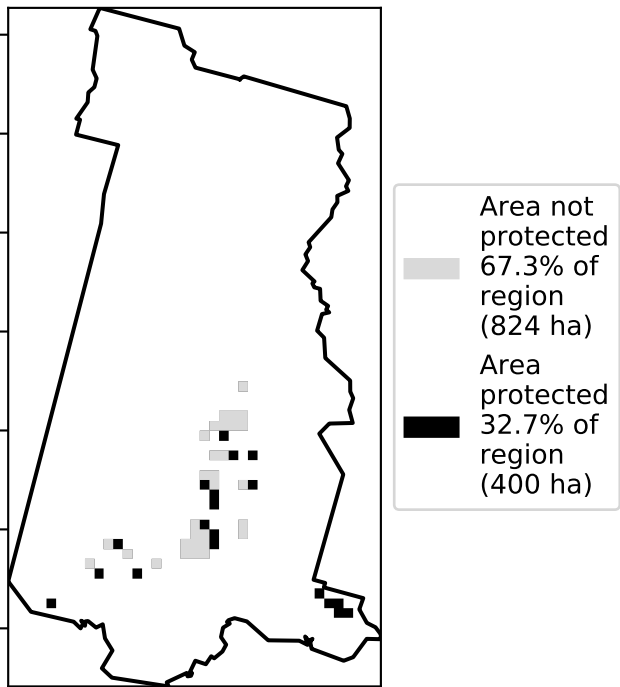 Area not
protected
67.3% of
region
(824 ha)
Area
protected
32.7% of
region
(400 ha)